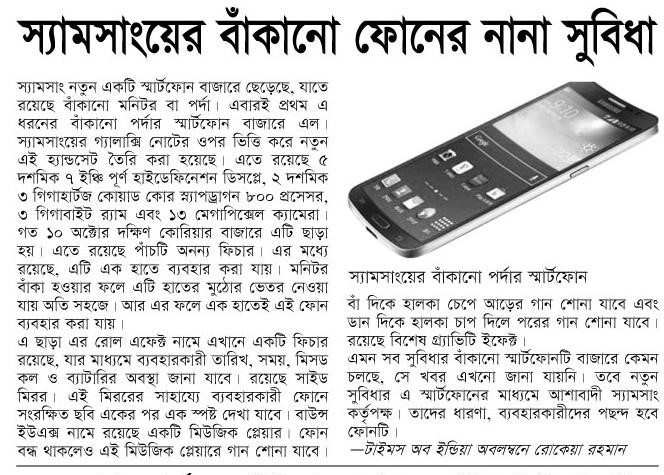 স্যামসাংয়ের বাঁকানো ফোনের নানা সুবিধা
স্যামসাং নতুন একটি স্মার্টফোন বাজারে ছেড়েছে, যাতে
রয়েছে বাঁকানো মনিটর বা পর্দা। এবারই প্রথম এ
ধরনের বাঁকানো পর্দার স্মার্টফোন বাজারে এল।
স্যামসাংয়ের গ্যালাক্সি নোটের ওপর ভিত্তি করে নতুন
এই হ্যান্ডসেট তৈরি করা হয়েছে। এতে রয়েছে ৫
দশমিক ৭ ইঞ্চি পূর্ণ হাইডেফিনেশন ডিসপ্লে, ২ দশমিক
৩ গিগাহার্টজ কোয়াড কোর স্ন্যাপড্রাগন ৮০০ প্রসেসর,
৩ গিগাবাইট র‍্যাম এবং ১৩ মেগাপিক্সেল ক্যামেরা।
গত ১০ অক্টোর দক্ষিণ কোরিয়ার বাজারে এটি ছাড়া
হয়। এতে রয়েছে পাঁচটি অনন্য ফিচার। এর মধ্যে
রয়েছে, এটি এক হাতে ব্যবহার করা যায়। মনিটর
বাঁকা হওয়ার ফলে এটি হাতের মুঠোর ভেতর নেওয়া
যায় অতি সহজে। আর এর ফলে এক হাতেই এই ফোন
ব্যবহার করা যায়।
এ ছাড়া এর রোল এফেক্ট নামে এখানে একটি ফিচার
রয়েছে, যার মাধ্যমে ব্যবহারকারী তারিখ, সময়, মিসড
কল ও ব্যাটারির অবস্থা জানা যাবে। রয়েছে সাইড
মিরর। এই মিররের সাহায্যে ব্যবহারকারী ফোনে
সংরক্ষিত ছবি একের পর এক স্পষ্ট দেখা যাবে। বাউন্স
ইউএক্স নামে রয়েছে একটি মিউজিক প্লেয়ার। ফোন
বন্ধ থাকলেও এই মিউজিক প্লেয়ারে গান শোনা যাবে।
SAMSUNG
9:10
Google
স্যামসাংয়ের বাঁকানো পর্দার স্মার্টফোন
বাঁ দিকে হালকা চেপে আড়ের গান শোনা যাবে এবং
ডান দিকে হালকা চাপ দিলে পরের গান শোনা যাবে।
রয়েছে বিশেষ গ্র্যাভিটি ইফেক্ট।
এমন সব সুবিধার বাঁকানো স্মার্টফোনটি বাজারে কেমন
চলছে, সে খবর এখনো জানা যায়নি। তবে নতুন
সুবিধার এ স্মার্টফোনের মাধ্যমে আশাবাদী স্যামসাং
কর্তৃপক্ষ। তাদের ধারণা, ব্যবহারকারীদের পছন্দ হবে
ফোনটি।
—টাইমস অব ইন্ডিয়া অবলম্বনে রোকেয়া রহমান